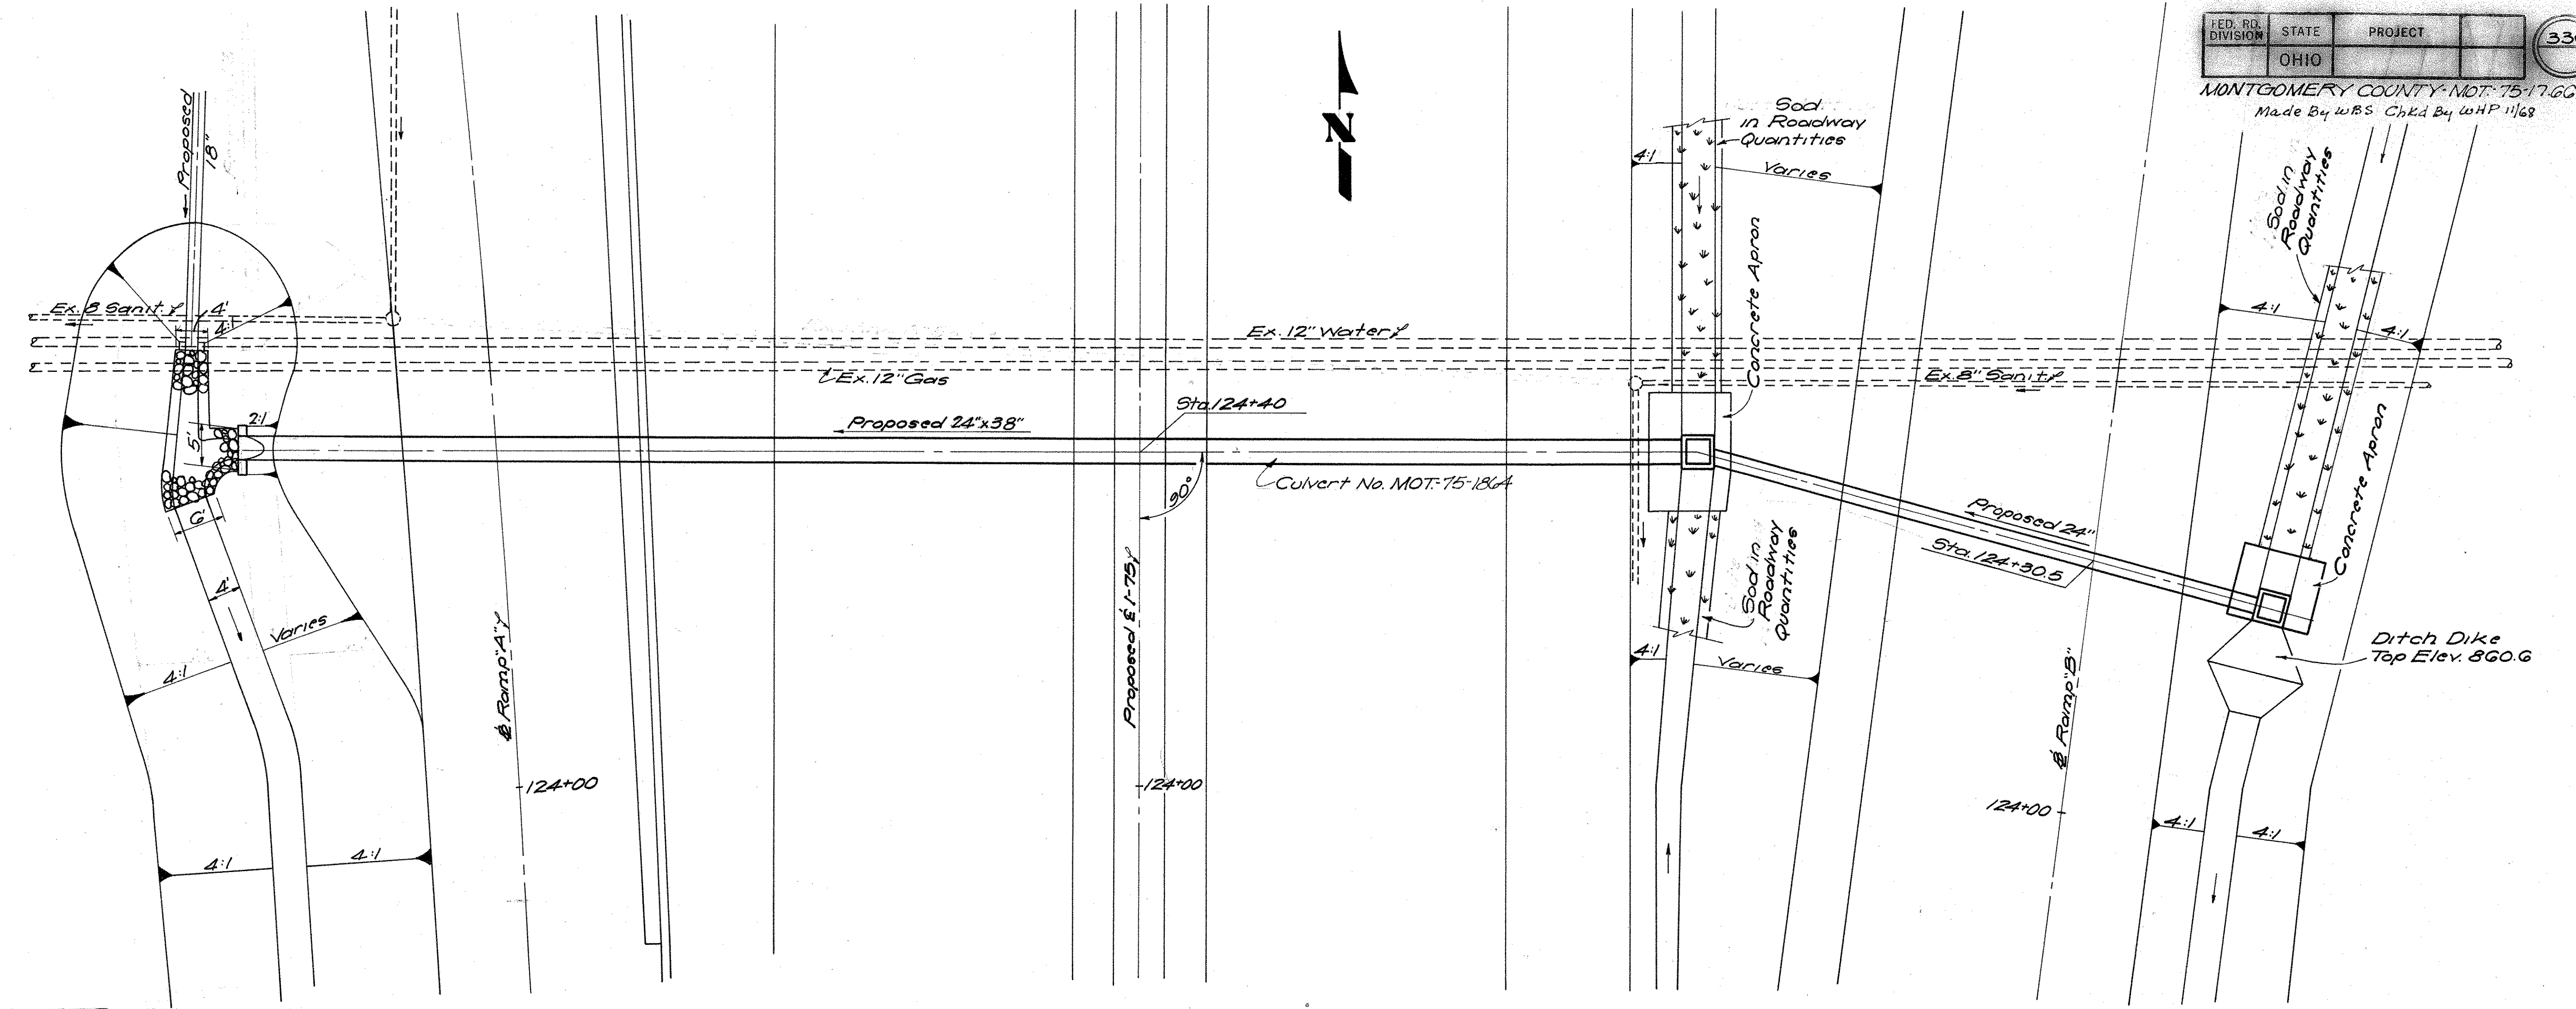 FED. RD. DIVISION
STATE
PROJECT
OHIO
MONTGOMERY COUNTY-MOT-75-17.66
Made By WBS Chkd By WHP 11/68
Proposed
18"
Sod
in Roadway
Quantities
4:1
Varies
Sod in
Roadway
Quantities
Concrete Apron
Ex. 8 Sanit.
4'
4:1
Ex. 12" Water
4:1
4:1
Ex. 12" Gas
Ex. 8" Sanit.
Sta. 124+40
2:1
Proposed 24"x38"
5'
Culvert No. MOT-75-1864
90°
6'
Proposed 24"
Sta. 124+30.5
Concrete Apron
Sod in
Roadway
Quantities
4'
Varies
4:1
℄ Ramp "A"
Proposed ℄ I-75
4:1
Varies
℄ Ramp "B"
Ditch Dike
Top Elev. 860.6
124+00
124+00
124+00
4:1
4:1
4:1
4:1
N